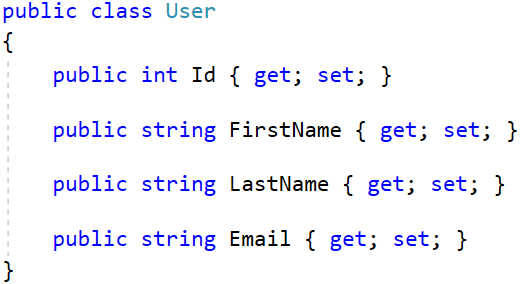 public class User
{
public int Id { get; set; }
public string FirstName { get; set; }
public string LastName { get; set; }
public string Email { get; set; }
}